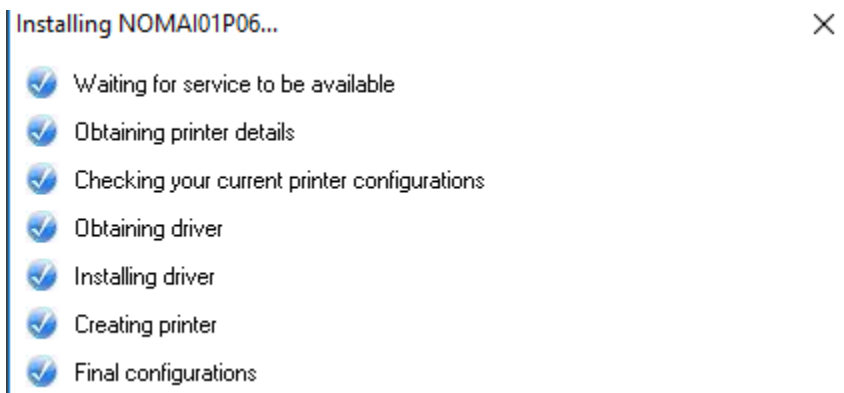 Installing NOMAI01P06...
Waiting for service to be available
Obtaining printer details
Checking your current printer configurations
Obtaining driver
Installing driver
Creating printer
Final configurations